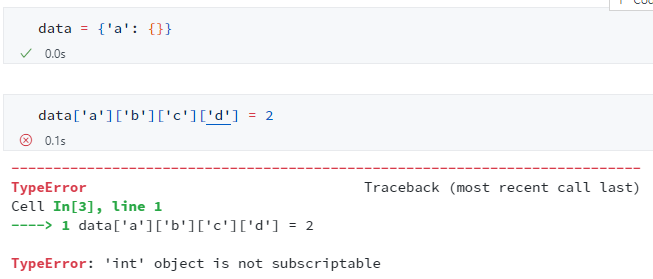 data = {'a': {}}
0.0s
data['a']['b']['c']['d'] = 2
0.1s
---------------------------------------------------------------------------
TypeError                                 Traceback (most recent call last)
Cell In[3], line 1
----> 1 data['a']['b']['c']['d'] = 2
TypeError: 'int' object is not subscriptable